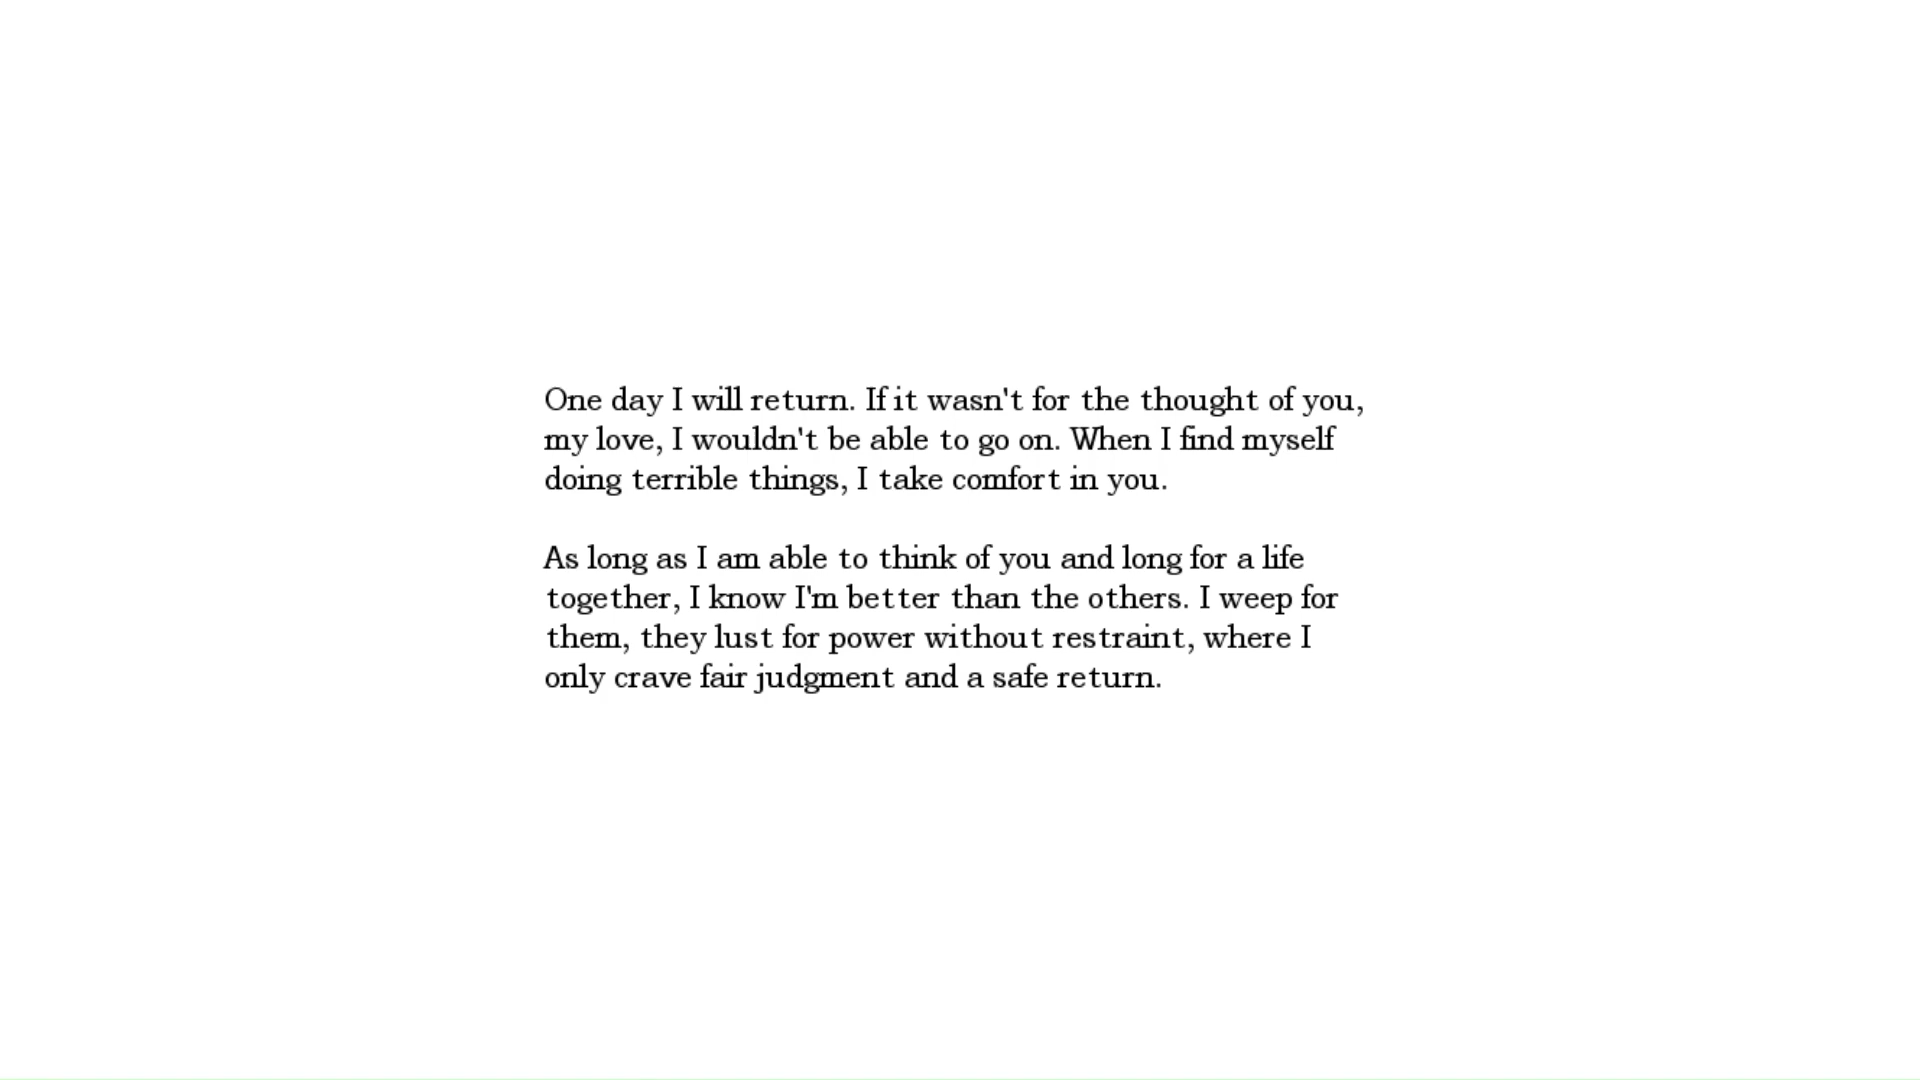 One day I will return. If it wasn't for the thought of you,
my love, I wouldn't be able to go on. When I find myself
doing terrible things, I take comfort in you.
As long as I am able to think of you and long for a life
together, I know I'm better than the others. I weep for
them, they lust for power without restraint, where I
only crave fair judgment and a safe return.